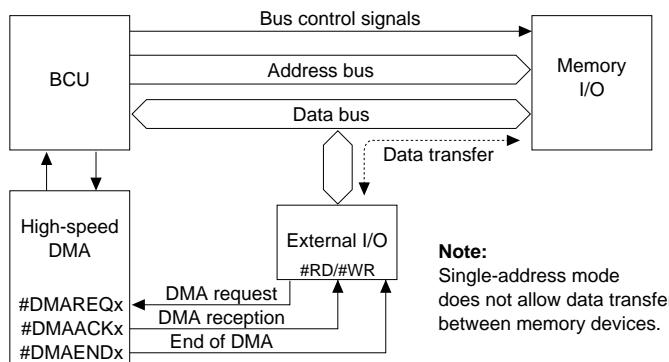 Bus control signals
BCU
Address bus
Memory
I/O
Data bus
Data transfer
High-speed
DMA
External I/O
#RD/#WR
Note:
Single-address mode
does not allow data transfe
between memory devices.
#DMAREQx
DMA request
#DMAACKx
DMA reception
#DMAENDx
End of DMA